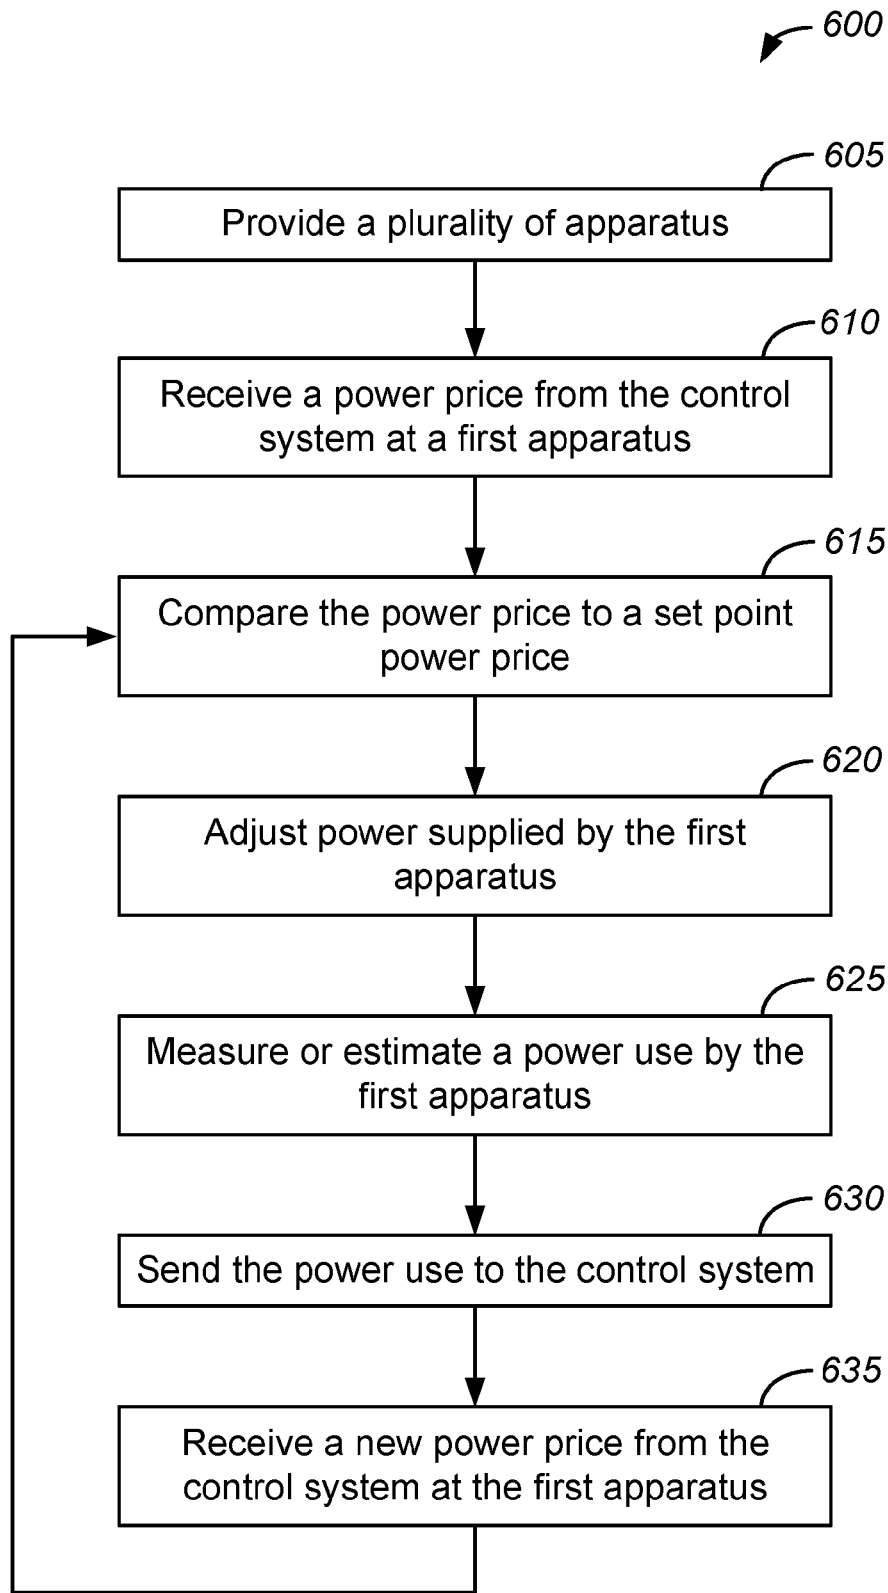 600
605
Provide a plurality of apparatus
610
Receive a power price from the control
system at a first apparatus
615
Compare the power price to a set point
power price
620
Adjust power supplied by the first
apparatus
625
Measure or estimate a power use by the
first apparatus
630
Send the power use to the control system
635
Receive a new power price from the
control system at the first apparatus